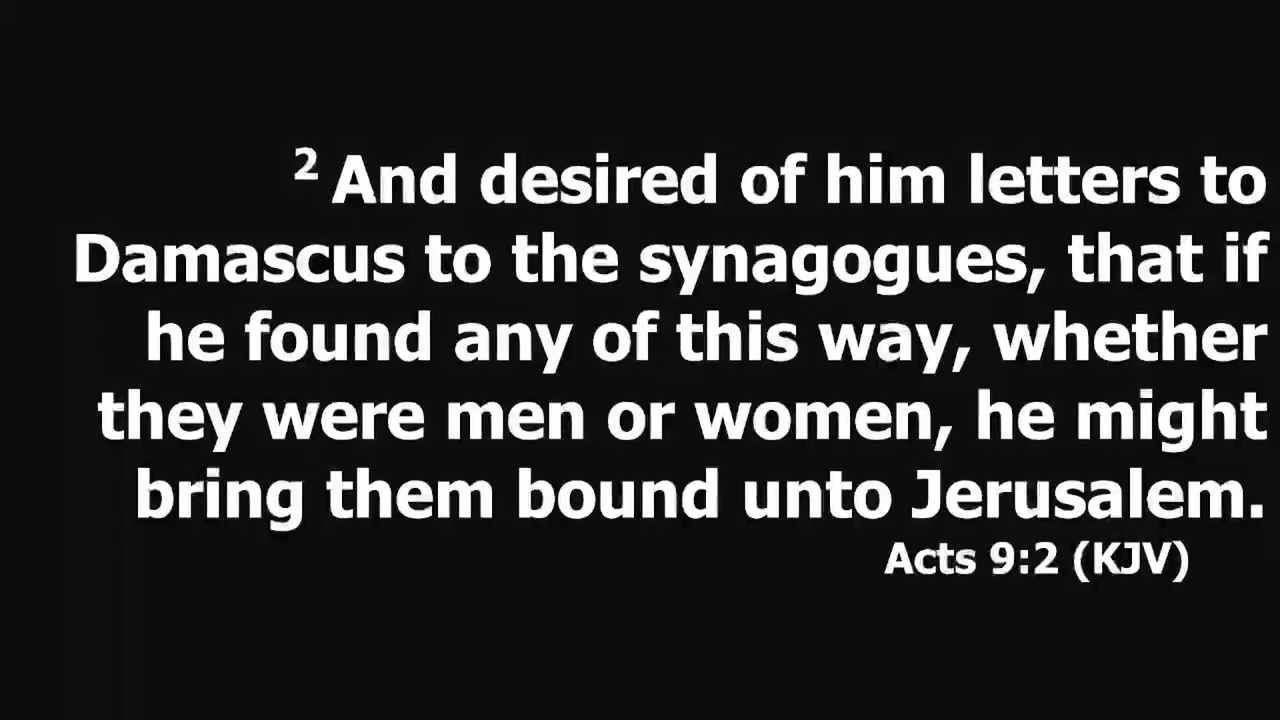 2 And desired of him letters to
Damascus to the synagogues, that if
he found any of this way, whether
they were men or women, he might
bring them bound unto Jerusalem.
Acts 9:2 (KJV)